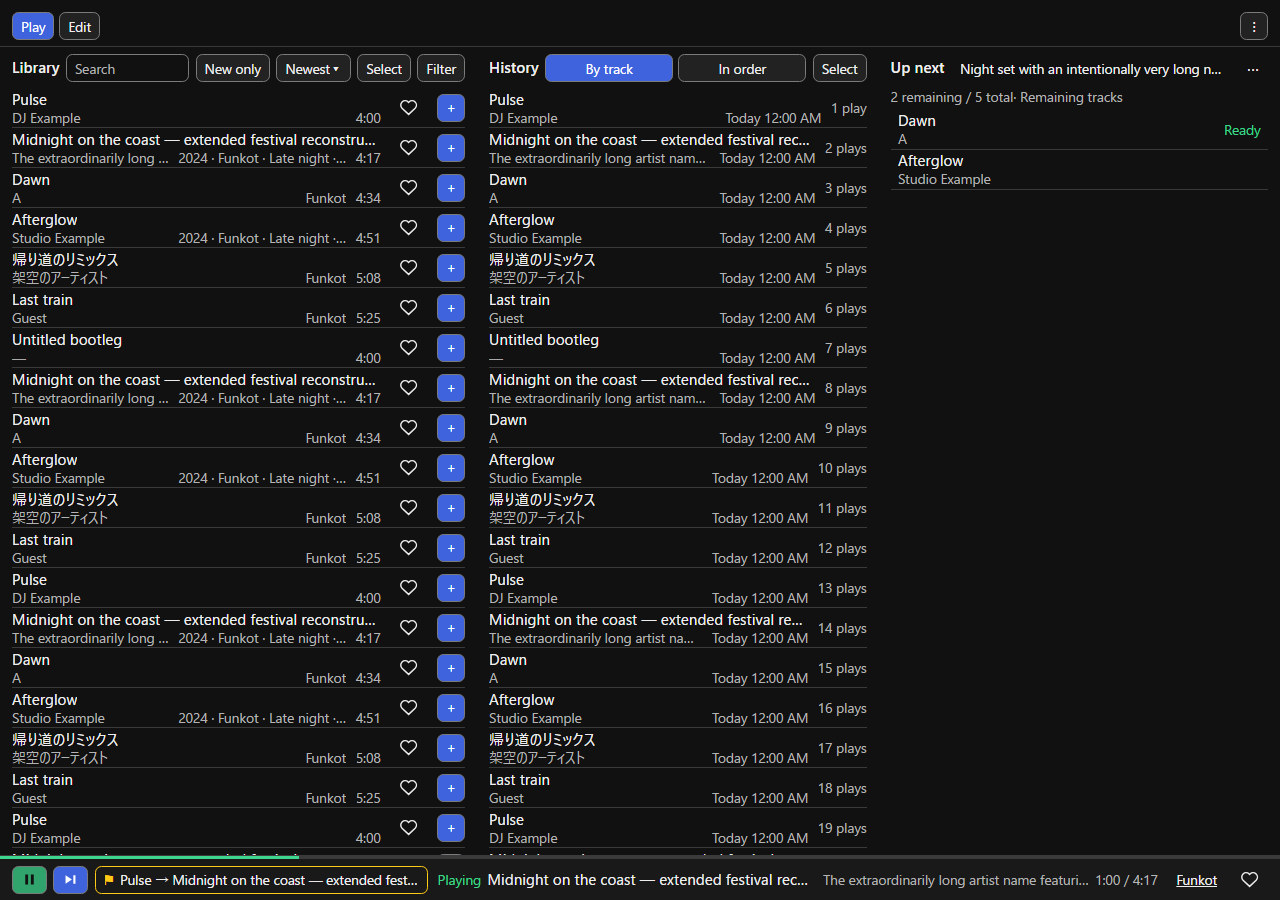 Play Edit ⋮
Library Search New only Newest ▾ Select Filter
Pulse
DJ Example 4:00 +
Midnight on the coast — extended festival reconstru...
The extraordinarily long ... 2024 · Funkot · Late night ·... 4:17 +
Dawn
A Funkot 4:34 +
Afterglow
Studio Example 2024 · Funkot · Late night ·... 4:51 +
帰り道のリミックス
架空のアーティスト Funkot 5:08 +
Last train
Guest Funkot 5:25 +
Untitled bootleg
— 4:00 +
Midnight on the coast — extended festival reconstru...
The extraordinarily long ... 2024 · Funkot · Late night ·... 4:17 +
Dawn
A Funkot 4:34 +
Afterglow
Studio Example 2024 · Funkot · Late night ·... 4:51 +
帰り道のリミックス
架空のアーティスト Funkot 5:08 +
Last train
Guest Funkot 5:25 +
Pulse
DJ Example 4:00 +
Midnight on the coast — extended festival reconstru...
The extraordinarily long ... 2024 · Funkot · Late night ·... 4:17 +
Dawn
A Funkot 4:34 +
Afterglow
Studio Example 2024 · Funkot · Late night ·... 4:51 +
帰り道のリミックス
架空のアーティスト Funkot 5:08 +
Last train
Guest Funkot 5:25 +
Pulse
DJ Example 4:00 +
History By track In order Select
Pulse
DJ Example Today 12:00 AM 1 play
Midnight on the coast — extended festival rec...
The extraordinarily long artist nam... Today 12:00 AM 2 plays
Dawn
A Today 12:00 AM 3 plays
Afterglow
Studio Example Today 12:00 AM 4 plays
帰り道のリミックス
架空のアーティスト Today 12:00 AM 5 plays
Last train
Guest Today 12:00 AM 6 plays
Untitled bootleg
— Today 12:00 AM 7 plays
Midnight on the coast — extended festival rec...
The extraordinarily long artist nam... Today 12:00 AM 8 plays
Dawn
A Today 12:00 AM 9 plays
Afterglow
Studio Example Today 12:00 AM 10 plays
帰り道のリミックス
架空のアーティスト Today 12:00 AM 11 plays
Last train
Guest Today 12:00 AM 12 plays
Pulse
DJ Example Today 12:00 AM 13 plays
Midnight on the coast — extended festival re...
The extraordinarily long artist na... Today 12:00 AM 14 plays
Dawn
A Today 12:00 AM 15 plays
Afterglow
Studio Example Today 12:00 AM 16 plays
帰り道のリミックス
架空のアーティスト Today 12:00 AM 17 plays
Last train
Guest Today 12:00 AM 18 plays
Pulse
DJ Example Today 12:00 AM 19 plays
Up next Night set with an intentionally very long n... ...
2 remaining / 5 total· Remaining tracks
Dawn
A Ready
Afterglow
Studio Example
Pulse → Midnight on the coast — extended fest... Playing Midnight on the coast — extended festival rec... The extraordinarily long artist name featuri... 1:00 / 4:17 Funkot